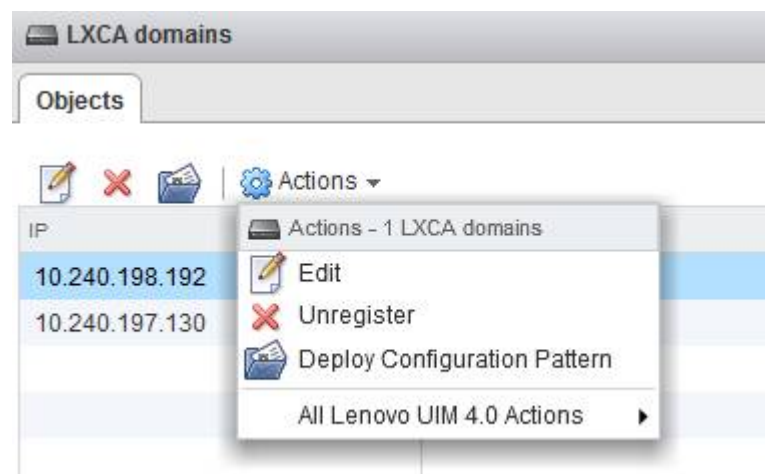 LXCA domains
Objects
Actions
IP
Actions - 1 LXCA domains
10.240.198.192
Edit
10.240.197.130
Unregister
Deploy Configuration Pattern
All Lenovo UIM 4.0 Actions